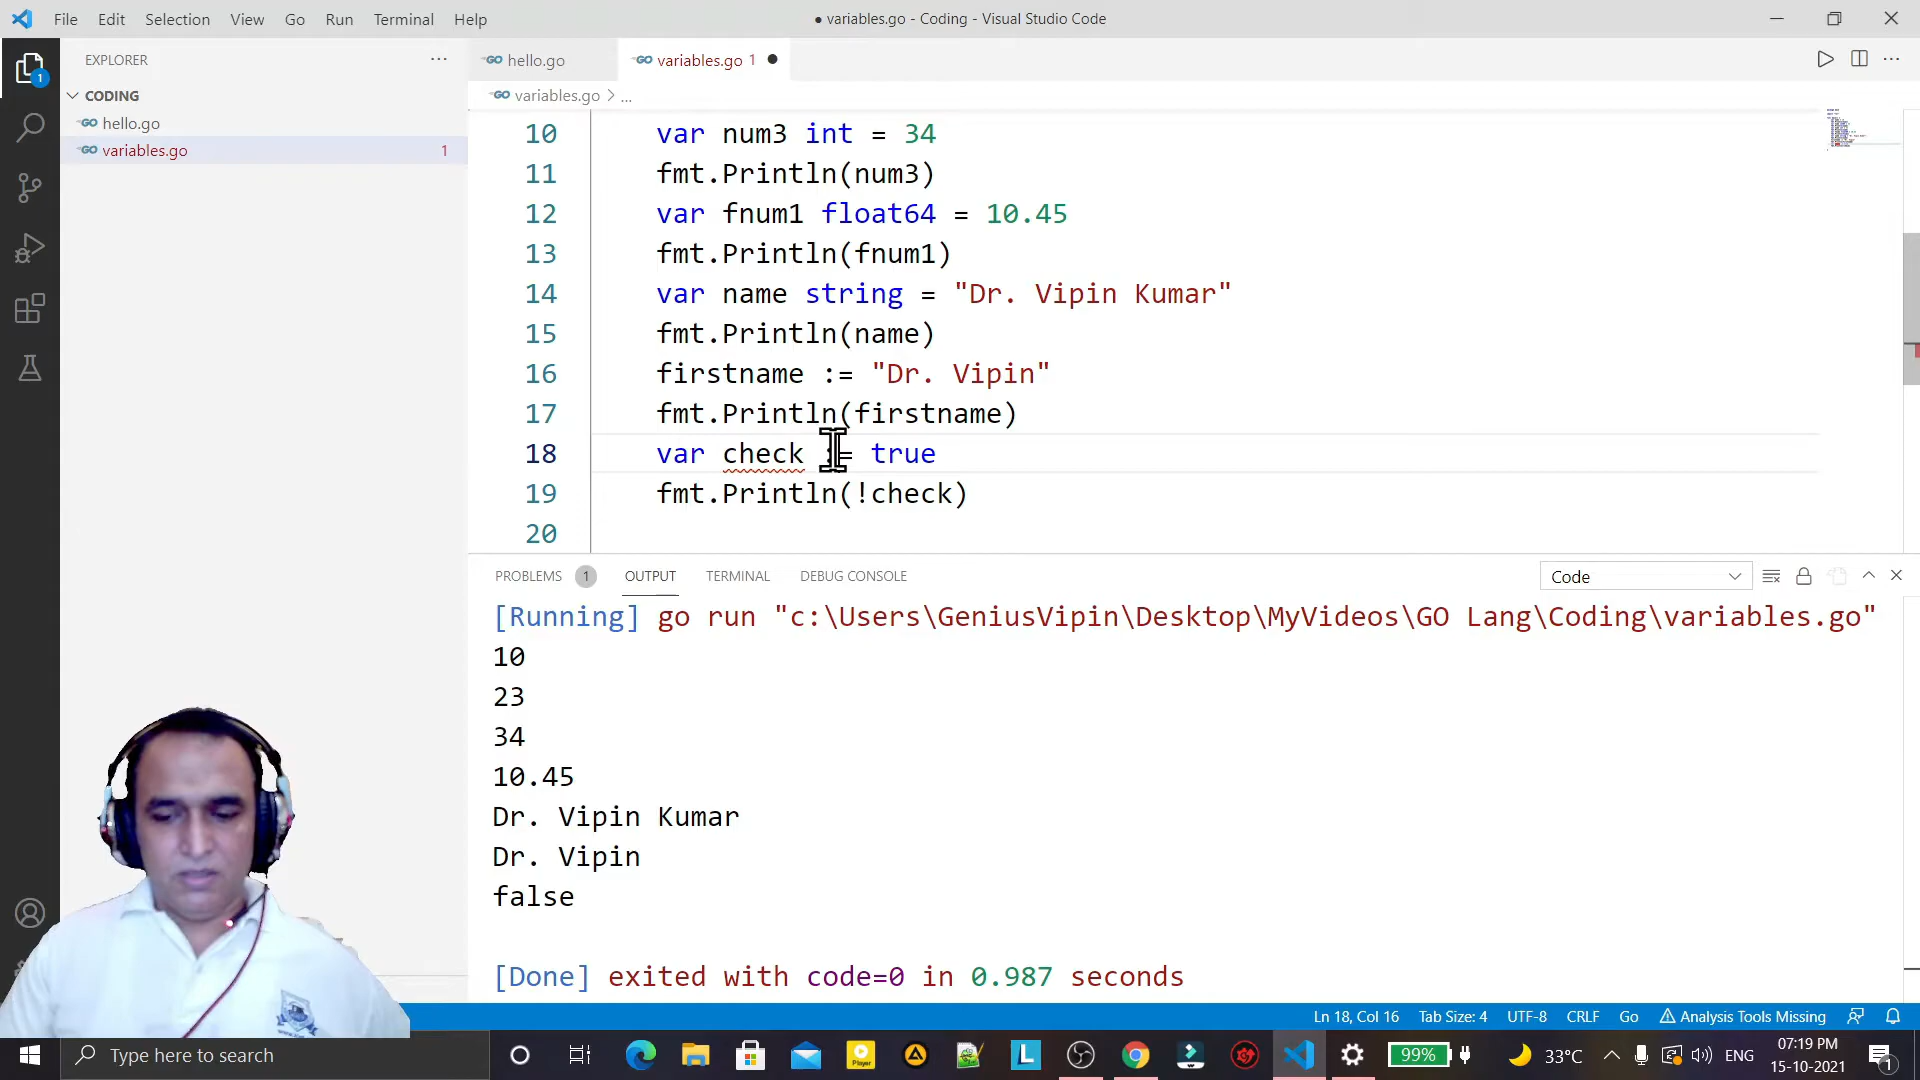 File Edit Selection View Go Run Terminal Help
● variables.go - Coding - Visual Studio Code
EXPLORER
CODING
hello.go
variables.go 1
hello.go
variables.go 1
variables.go > ...
10 var num3 int = 34
11 fmt.Println(num3)
12 var fnum1 float64 = 10.45
13 fmt.Println(fnum1)
14 var name string = "Dr. Vipin Kumar"
15 fmt.Println(name)
16 firstname := "Dr. Vipin"
17 fmt.Println(firstname)
18 var check := true
19 fmt.Println(!check)
20
PROBLEMS 1 OUTPUT TERMINAL DEBUG CONSOLE
Code
[Running] go run "c:\Users\GeniusVipin\Desktop\MyVideos\GO Lang\Coding\variables.go"
10
23
34
10.45
Dr. Vipin Kumar
Dr. Vipin
false
[Done] exited with code=0 in 0.987 seconds
Ln 18, Col 16 Tab Size: 4 UTF-8 CRLF Go Analysis Tools Missing
Type here to search
99% 33°C ENG
07:19 PM
15-10-2021
1